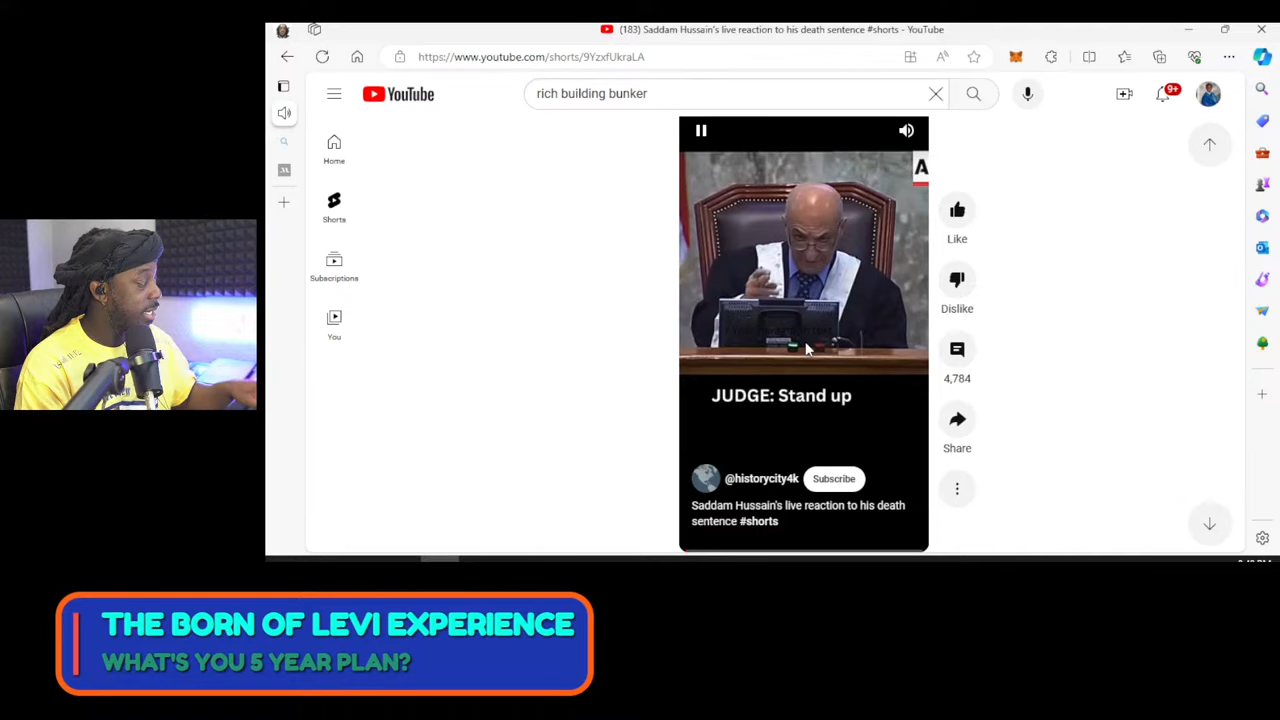 (183) Saddam Hussain's live reaction to his death sentence #shorts - YouTube
https://www.youtube.com/shorts/9YzxfUkraLA
YouTube
rich building bunker
9+
Home
Shorts
Subscriptions
You
A
JUDGE: Stand up
@historycity4k
Subscribe
Saddam Hussain's live reaction to his death
sentence #shorts
Like
Dislike
4,784
Share
THE BORN OF LEVI EXPERIENCE
WHAT'S YOU 5 YEAR PLAN?